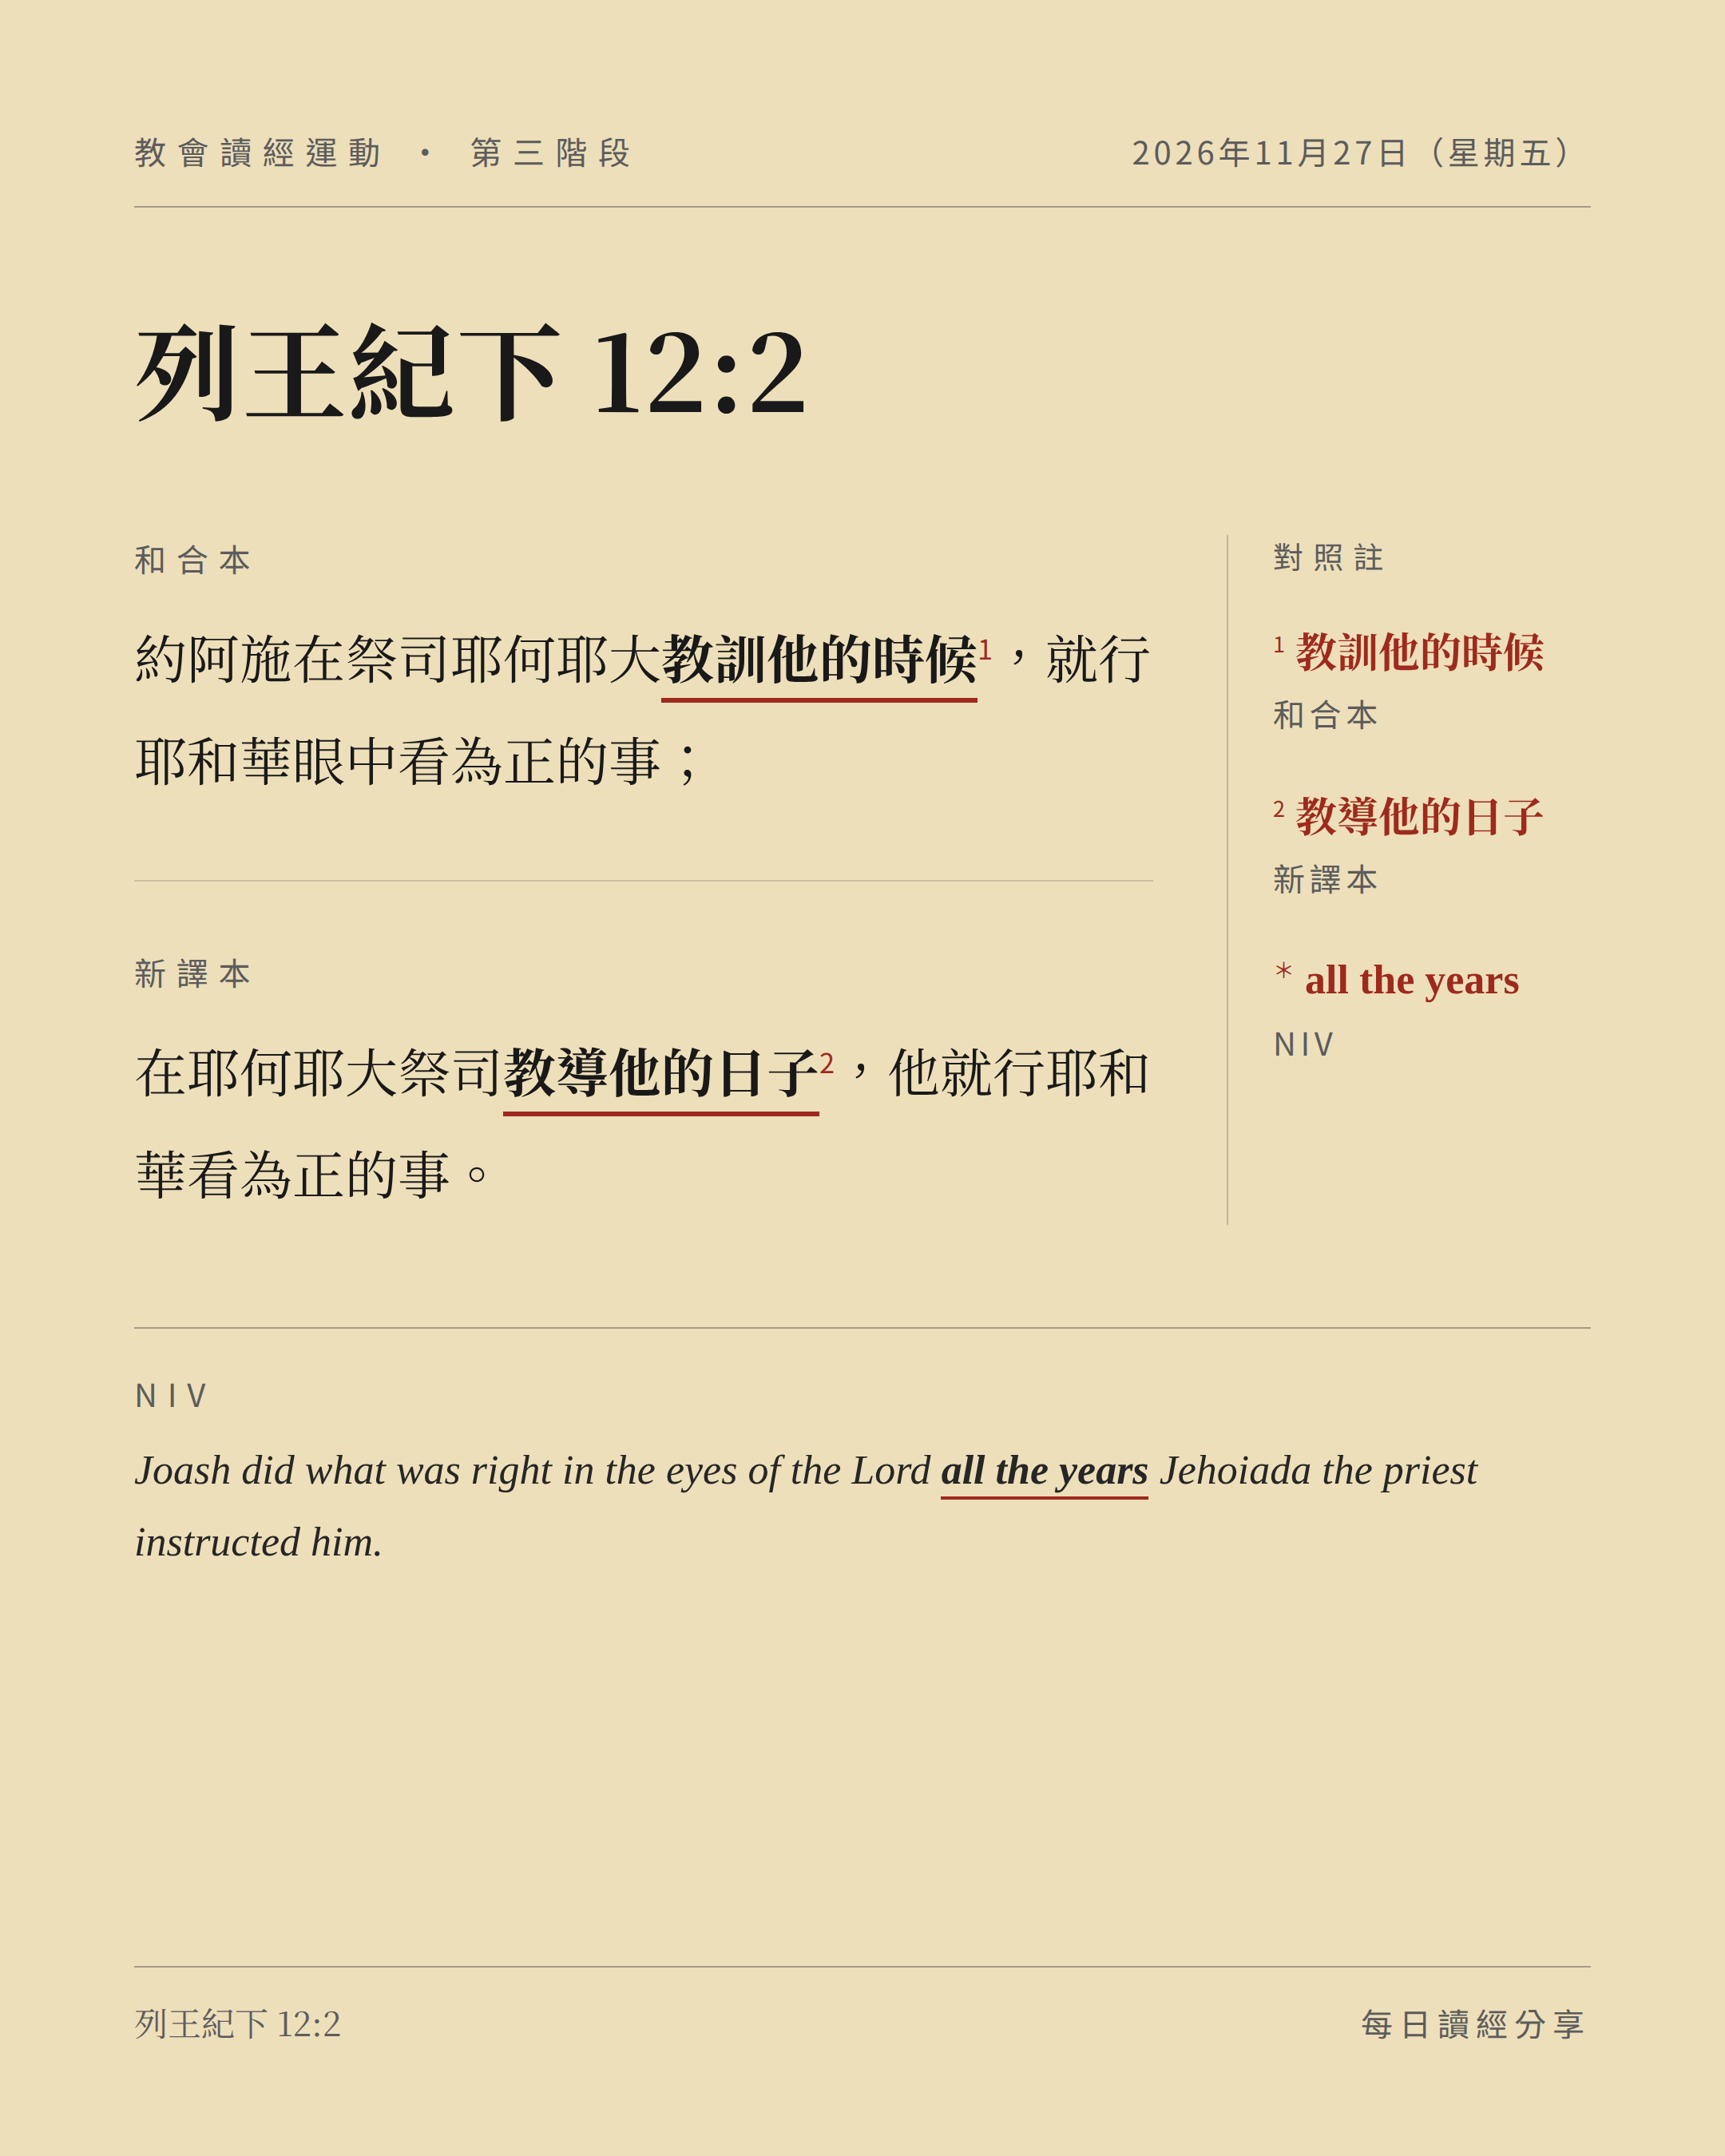 教會讀經運動 · 第三階段
2026年11月27日（星期五）
列王紀下 12:2
和合本
約阿施在祭司耶何耶大教訓他的時候1，就行
耶和華眼中看為正的事；
新譯本
在耶何耶大祭司教導他的日子2，他就行耶和
華看為正的事。
對照註
1 教訓他的時候
和合本
2 教導他的日子
新譯本
＊ all the years
NIV
NIV
Joash did what was right in the eyes of the Lord all the years Jehoiada the priest
instructed him.
列王紀下 12:2
每日讀經分享